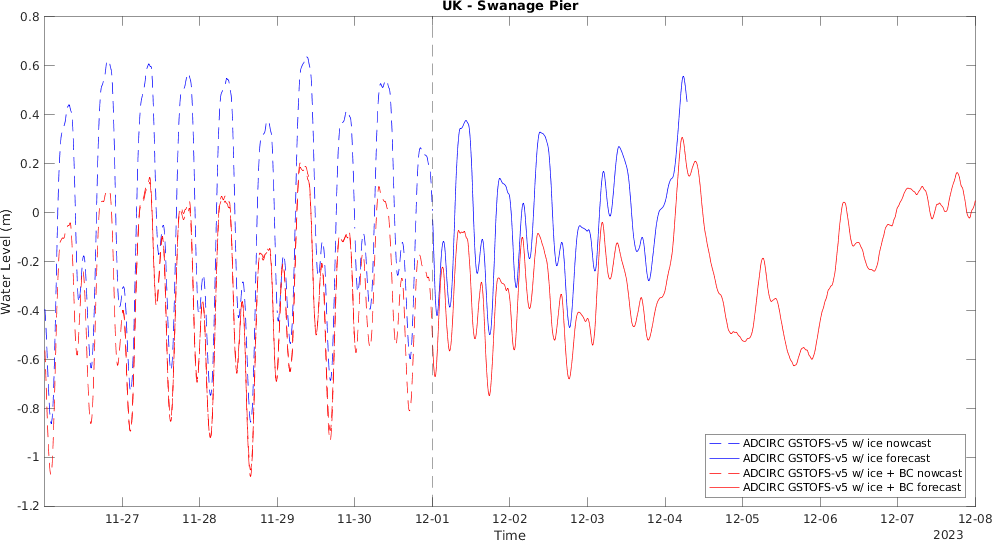 UK - Swanage Pier
0.8
0.6
0.4
0.2
0
-0.2
-0.4
-0.6
-0.8
-1
-1.2
Water Level (m)
ADCIRC GSTOFS-v5 w/ ice nowcast
ADCIRC GSTOFS-v5 w/ ice forecast
ADCIRC GSTOFS-v5 w/ ice + BC nowcast
ADCIRC GSTOFS-v5 w/ ice + BC forecast
11-27 11-28 11-29 11-30 12-01 12-02 12-03 12-04 12-05 12-06 12-07 12-08
Time 2023